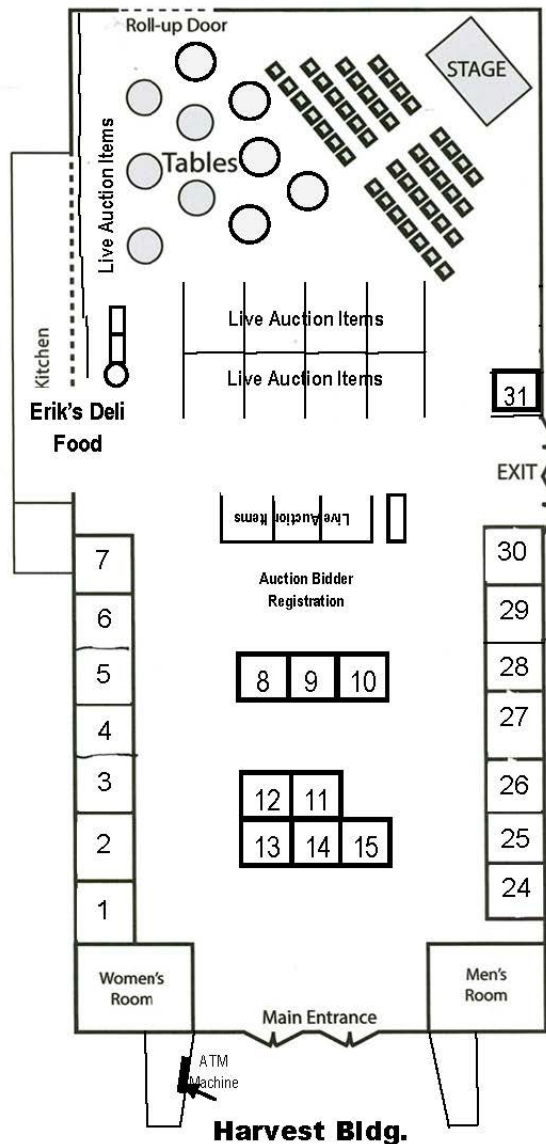 Roll-up Door
STAGE
Tables
Live Auction Items
Live Auction Items
Live Auction Items
Kitchen
Erik's Deli
Food
31
EXIT
Live Auction Items
Auction Bidder
Registration
7
6
5
4
3
2
1
8 9 10
12 11
13 14 15
30
29
28
27
26
25
24
Women's
Room
Men's
Room
Main Entrance
ATM
Machine
Harvest Bldg.